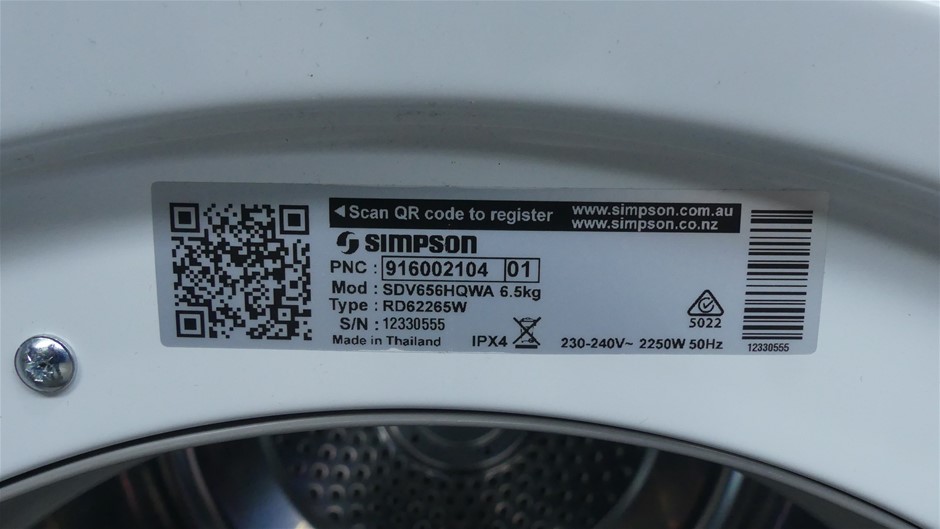 Scan QR code to register
www.simpson.com.au
www.simpson.co.nz
SIMPSON
PNC : 916002104 01
Mod : SDV656HQWA 6.5kg
Type : RD62265W
S/N : 12330555
Made in Thailand
IPX4
230-240V~ 2250W 50Hz
5022
12330555